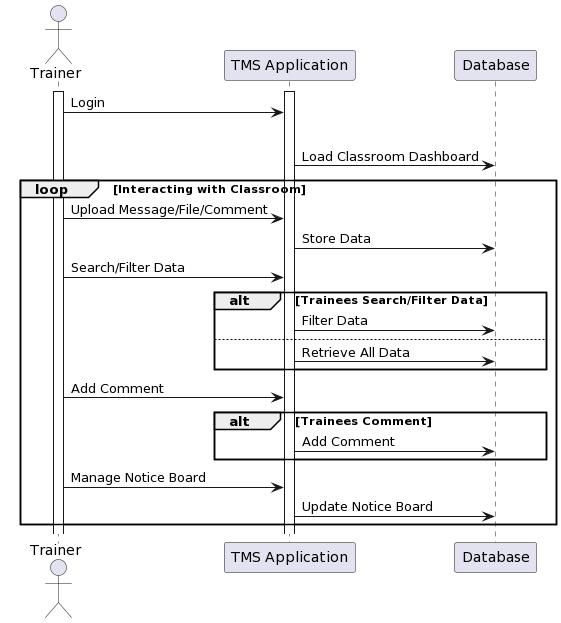 Trainer
TMS Application
Database
Login
Load Classroom Dashboard
loop [Interacting with Classroom]
Upload Message/File/Comment
Store Data
Search/Filter Data
alt [Trainees Search/Filter Data]
Filter Data
Retrieve All Data
Add Comment
alt [Trainees Comment]
Add Comment
Manage Notice Board
Update Notice Board
Trainer
TMS Application
Database